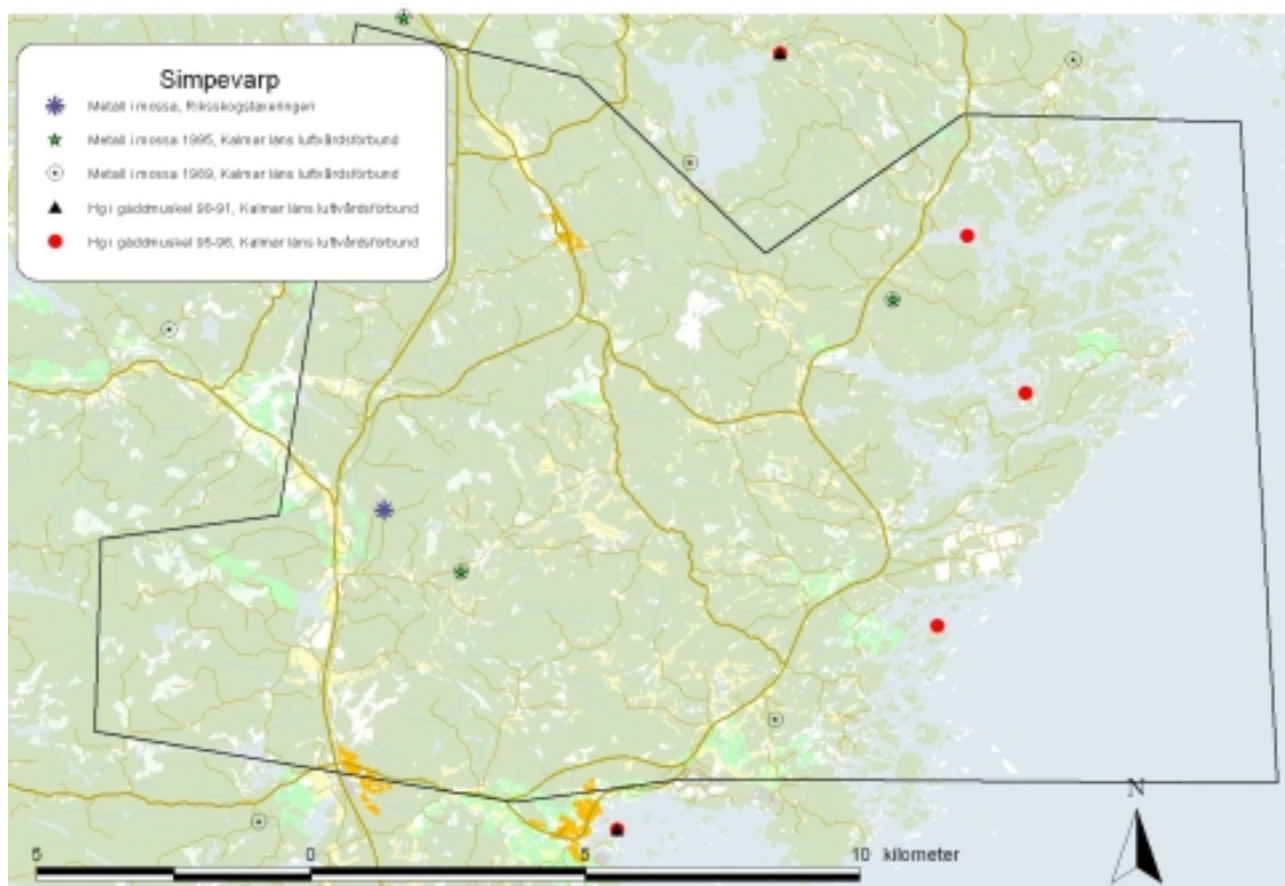 Simpevarp
Metall i mossa, Riksskogstaxeringen
Metall i mossa 1995, Kalmar läns luftvårdsförbund
Metall i mossa 1989, Kalmar läns luftvårdsförbund
Hg i gäddmuskel 90-91, Kalmar läns luftvårdsförbund
Hg i gäddmuskel 95-96, Kalmar läns luftvårdsförbund
N
5 0 5 10 kilometer